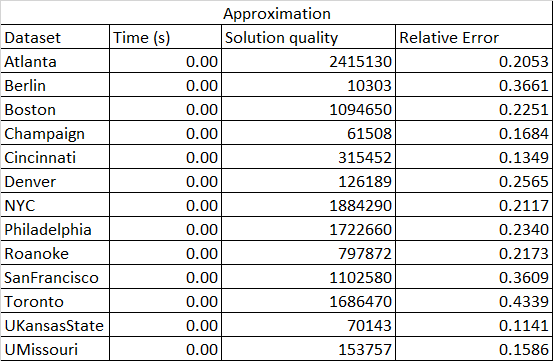 Approximation
Dataset Time (s) Solution quality Relative Error
Atlanta 0.00 2415130 0.2053
Berlin 0.00 10303 0.3661
Boston 0.00 1094650 0.2251
Champaign 0.00 61508 0.1684
Cincinnati 0.00 315452 0.1349
Denver 0.00 126189 0.2565
NYC 0.00 1884290 0.2117
Philadelphia 0.00 1722660 0.2340
Roanoke 0.00 797872 0.2173
SanFrancisco 0.00 1102580 0.3609
Toronto 0.00 1686470 0.4339
UKansasState 0.00 70143 0.1141
UMissouri 0.00 153757 0.1586